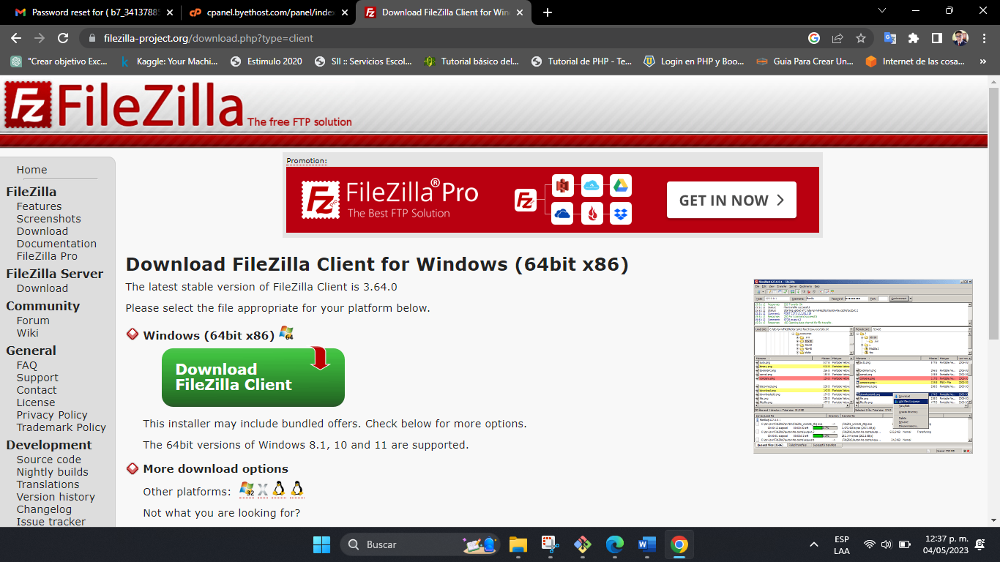 Password reset for ( b7_3413788
cpanel.byethost.com/panel/index
Download FileZilla Client for Win
filezilla-project.org/download.php?type=client
"Crear objetivo Exc...
Kaggle: Your Machi...
Estimulo 2020
SII :: Servicios Escol...
Tutorial básico del...
Tutorial de PHP - Te...
Login en PHP y Boo...
Guia Para Crear Un...
Internet de las cosa...
»
FileZilla The free FTP solution
Home
FileZilla
Features
Screenshots
Download
Documentation
FileZilla Pro
FileZilla Server
Download
Community
Forum
Wiki
General
FAQ
Support
Contact
License
Privacy Policy
Trademark Policy
Development
Source code
Nightly builds
Translations
Version history
Changelog
Issue tracker
Promotion:
FileZilla® Pro
The Best FTP Solution
GET IN NOW
Download FileZilla Client for Windows (64bit x86)
The latest stable version of FileZilla Client is 3.64.0
Please select the file appropriate for your platform below.
Windows (64bit x86) 64
Download
FileZilla Client
This installer may include bundled offers. Check below for more options.
The 64bit versions of Windows 8.1, 10 and 11 are supported.
More download options
Other platforms: 32
Not what you are looking for?
Buscar
ESP
LAA
12:37 p. m.
04/05/2023